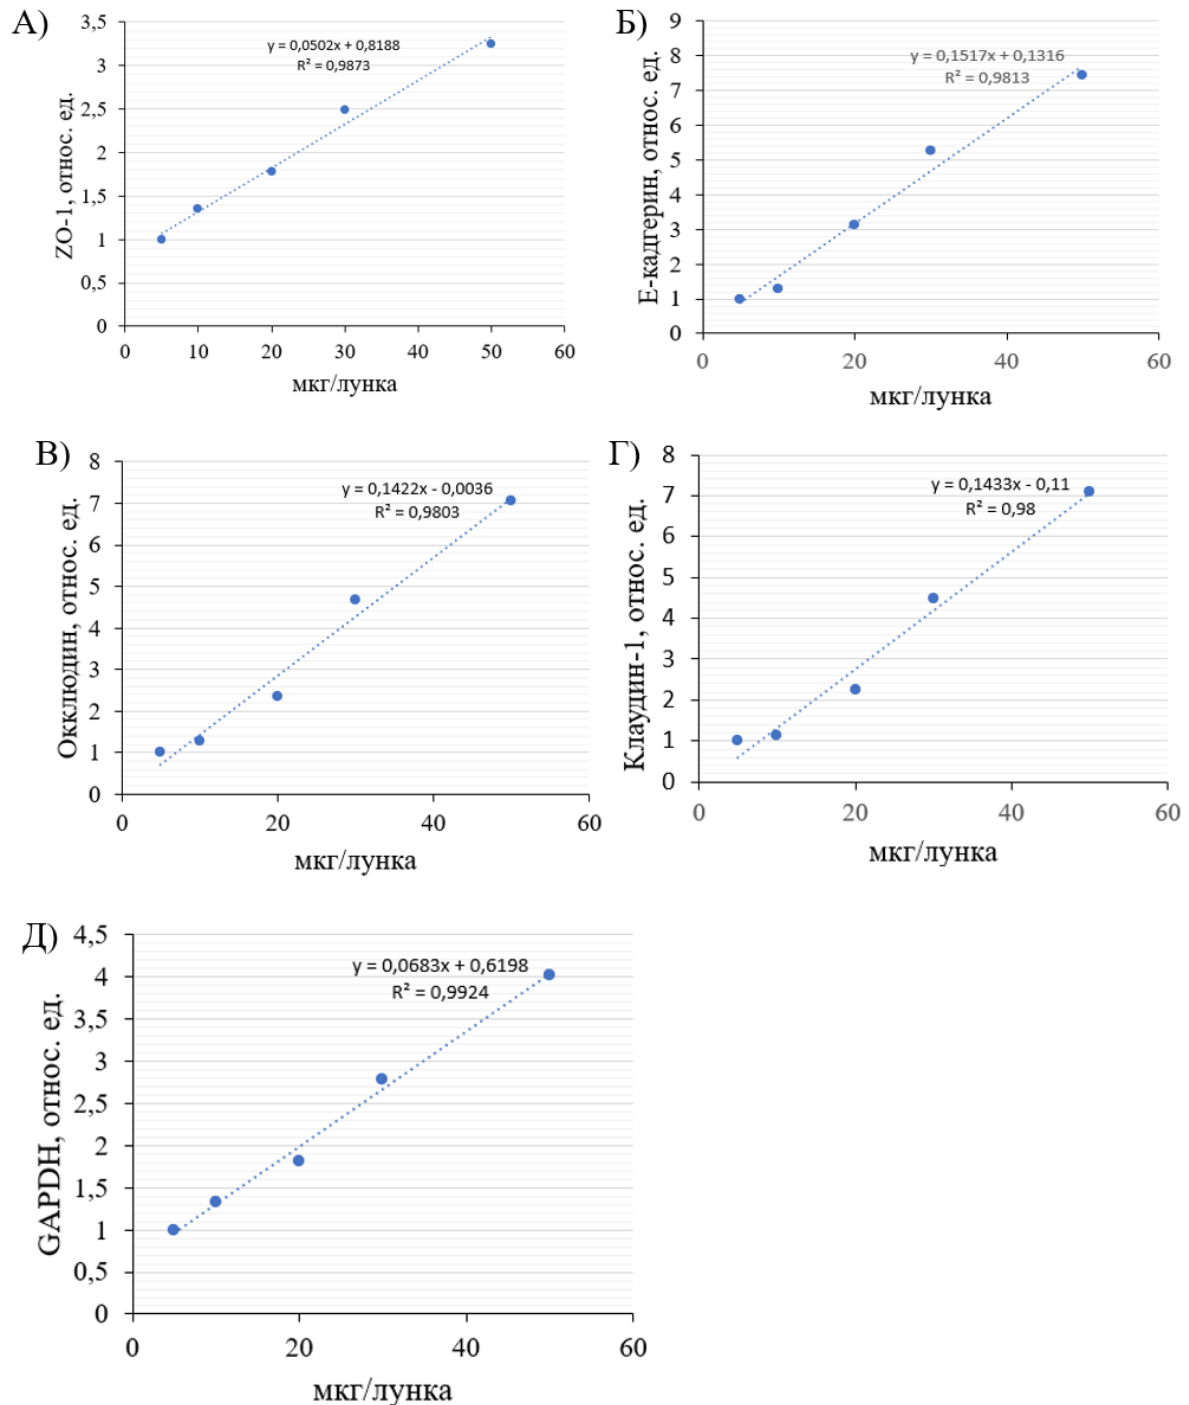 А)
3,5
3
2,5
2
1,5
1
0,5
0
y = 0,0502x + 0,8188
R² = 0,9873
ZO-1, относ. ед.
0 10 20 30 40 50 60
мкг/лунка
Б)
9
8
7
6
5
4
3
2
1
0
y = 0,1517x + 0,1316
R² = 0,9813
Е-кадгерин, относ. ед.
0 20 40 60
мкг/лунка
В)
8
7
6
5
4
3
2
1
0
y = 0,1422x - 0,0036
R² = 0,9803
Окклюдин, относ. ед.
0 20 40 60
мкг/лунка
Г)
8
7
6
5
4
3
2
1
0
y = 0,1433x - 0,11
R² = 0,98
Клаудин-1, относ. ед.
0 20 40 60
мкг/лунка
Д)
4,5
4
3,5
3
2,5
2
1,5
1
0,5
0
y = 0,0683x + 0,6198
R² = 0,9924
GAPDH, относ. ед.
0 20 40 60
мкг/лунка